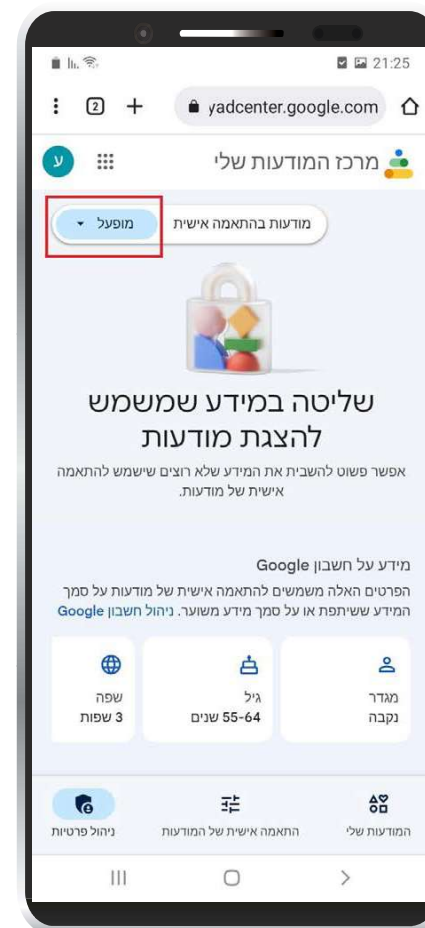 21:25
yadcenter.google.com
2
מרכז המודעות שלי
ע
מודעות בהתאמה אישית
מופעל
שליטה במידע שמשמש
להצגת מודעות
אפשר פשוט להשבית את המידע שלא רוצים שישמש להתאמה
אישית של מודעות.
מידע על חשבון Google
הפרטים האלה משמשים להתאמה אישית של מודעות על סמך
המידע ששיתפת או על סמך מידע משוער. ניהול חשבון Google
מגדר
נקבה
גיל
55-64 שנים
שפה
3 שפות
המודעות שלי
התאמה אישית של המודעות
ניהול פרטיות